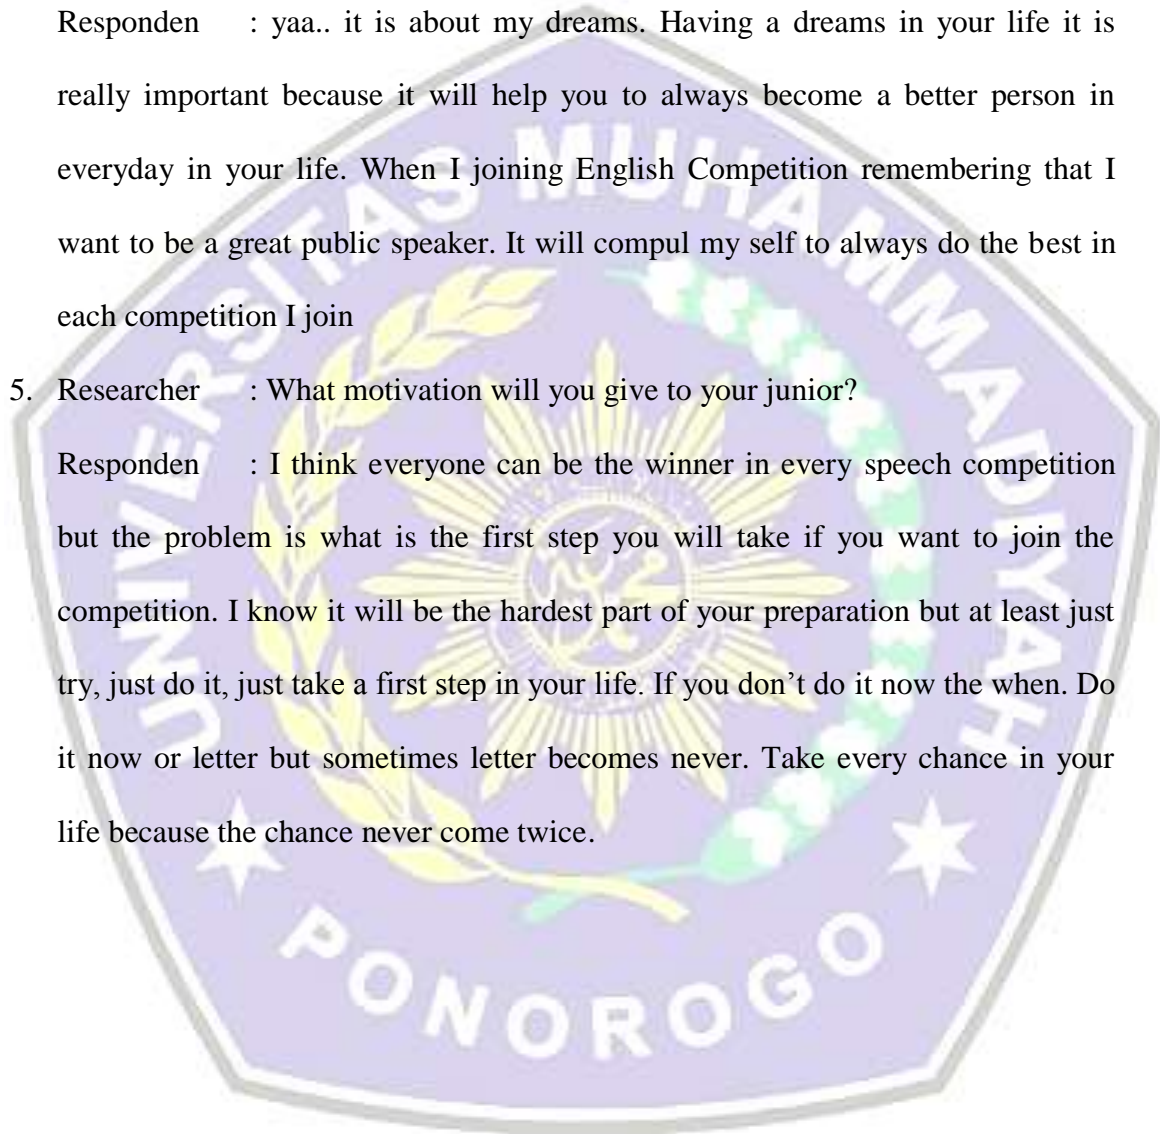 Responden : yaa.. it is about my dreams. Having a dreams in your life it is
really important because it will help you to always become a better person in
everyday in your life. When I joining English Competition remembering that I
want to be a great public speaker. It will compul my self to always do the best in
each competition I join
5. Researcher : What motivation will you give to your junior?
Responden : I think everyone can be the winner in every speech competition
but the problem is what is the first step you will take if you want to join the
competition. I know it will be the hardest part of your preparation but at least just
try, just do it, just take a first step in your life. If you don’t do it now the when. Do
it now or letter but sometimes letter becomes never. Take every chance in your
life because the chance never come twice.
UNIVERSITAS MUHAMMADIYAH
PONOROGO